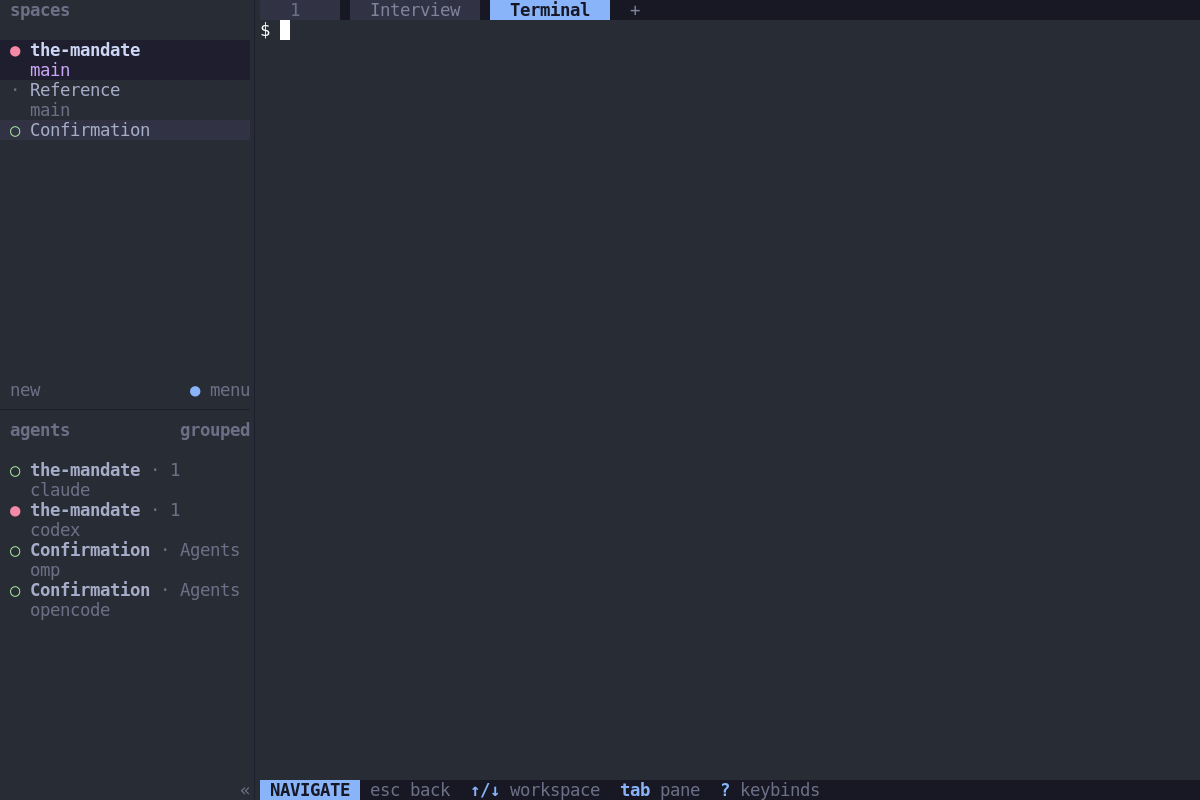 spaces
● the-mandate
main
· Reference
main
○ Confirmation
new ● menu
agents grouped
○ the-mandate · 1
claude
● the-mandate · 1
codex
○ Confirmation · Agents
omp
○ Confirmation · Agents
opencode
«
1 Interview Terminal +
$
NAVIGATE esc back ↑/↓ workspace tab pane ? keybinds